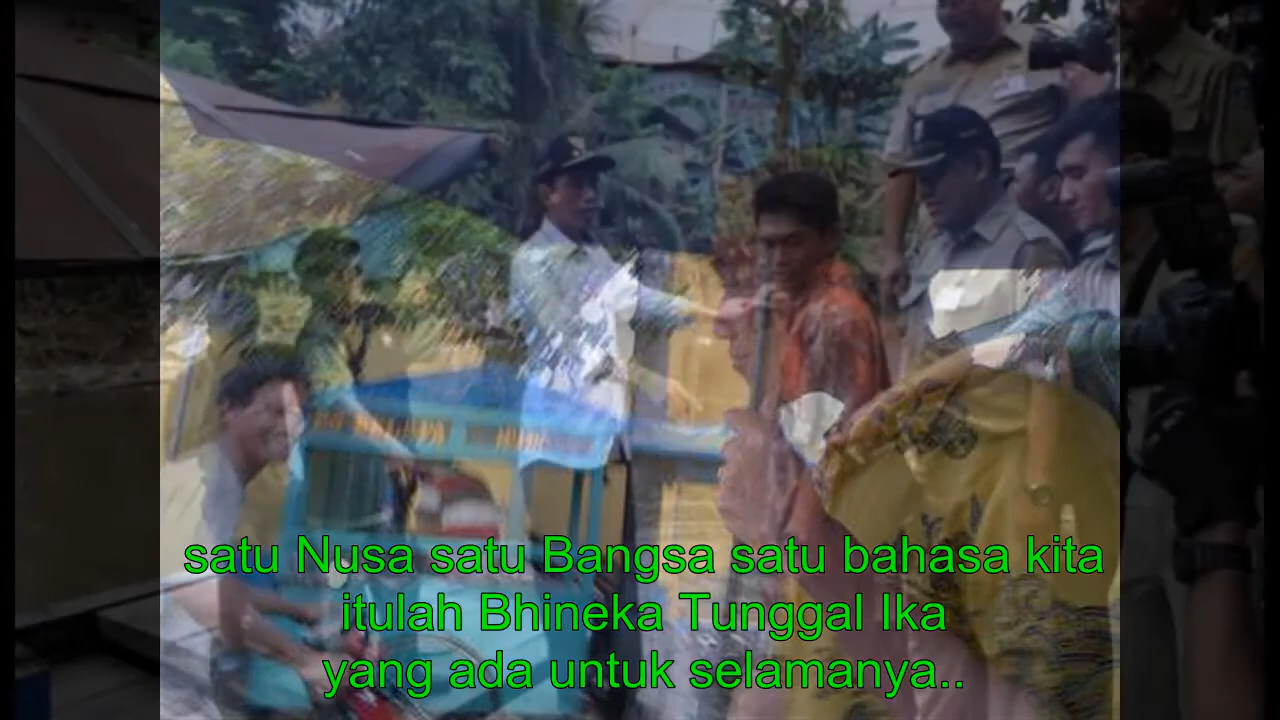 satu Nusa satu Bangsa satu bahasa kita
itulah Bhineka Tunggal Ika
yang ada untuk selamanya..